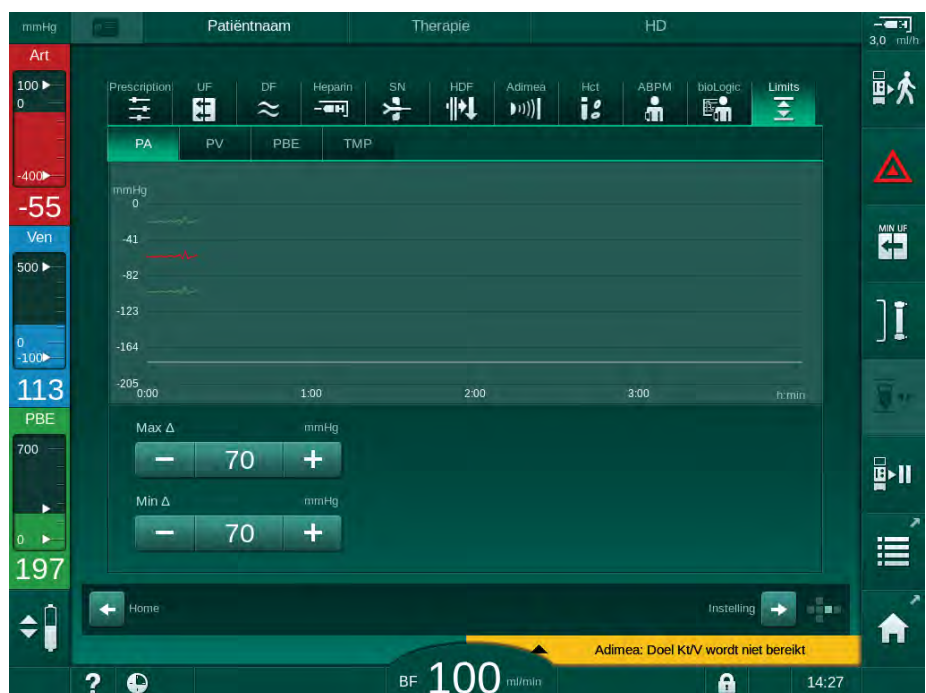 mmHg Patiëntnaam Therapie HD
3,0 ml/h
Art
100
0
-400
-55
Ven
500
0
-100
113
PBE
700
0
197
Prescription UF DF Heparin SN HDF Adimea Hct ABPM bioLogic Limits
PA PV PBE TMP
mmHg
0
-41
-82
-123
-164
-205
0:00 1:00 2:00 3:00 h:min
Max Δ mmHg
− 70 +
Min Δ mmHg
− 70 +
Home Instelling
MIN UF
Adimea: Doel Kt/V wordt niet bereikt
? BF 100 ml/min 14:27